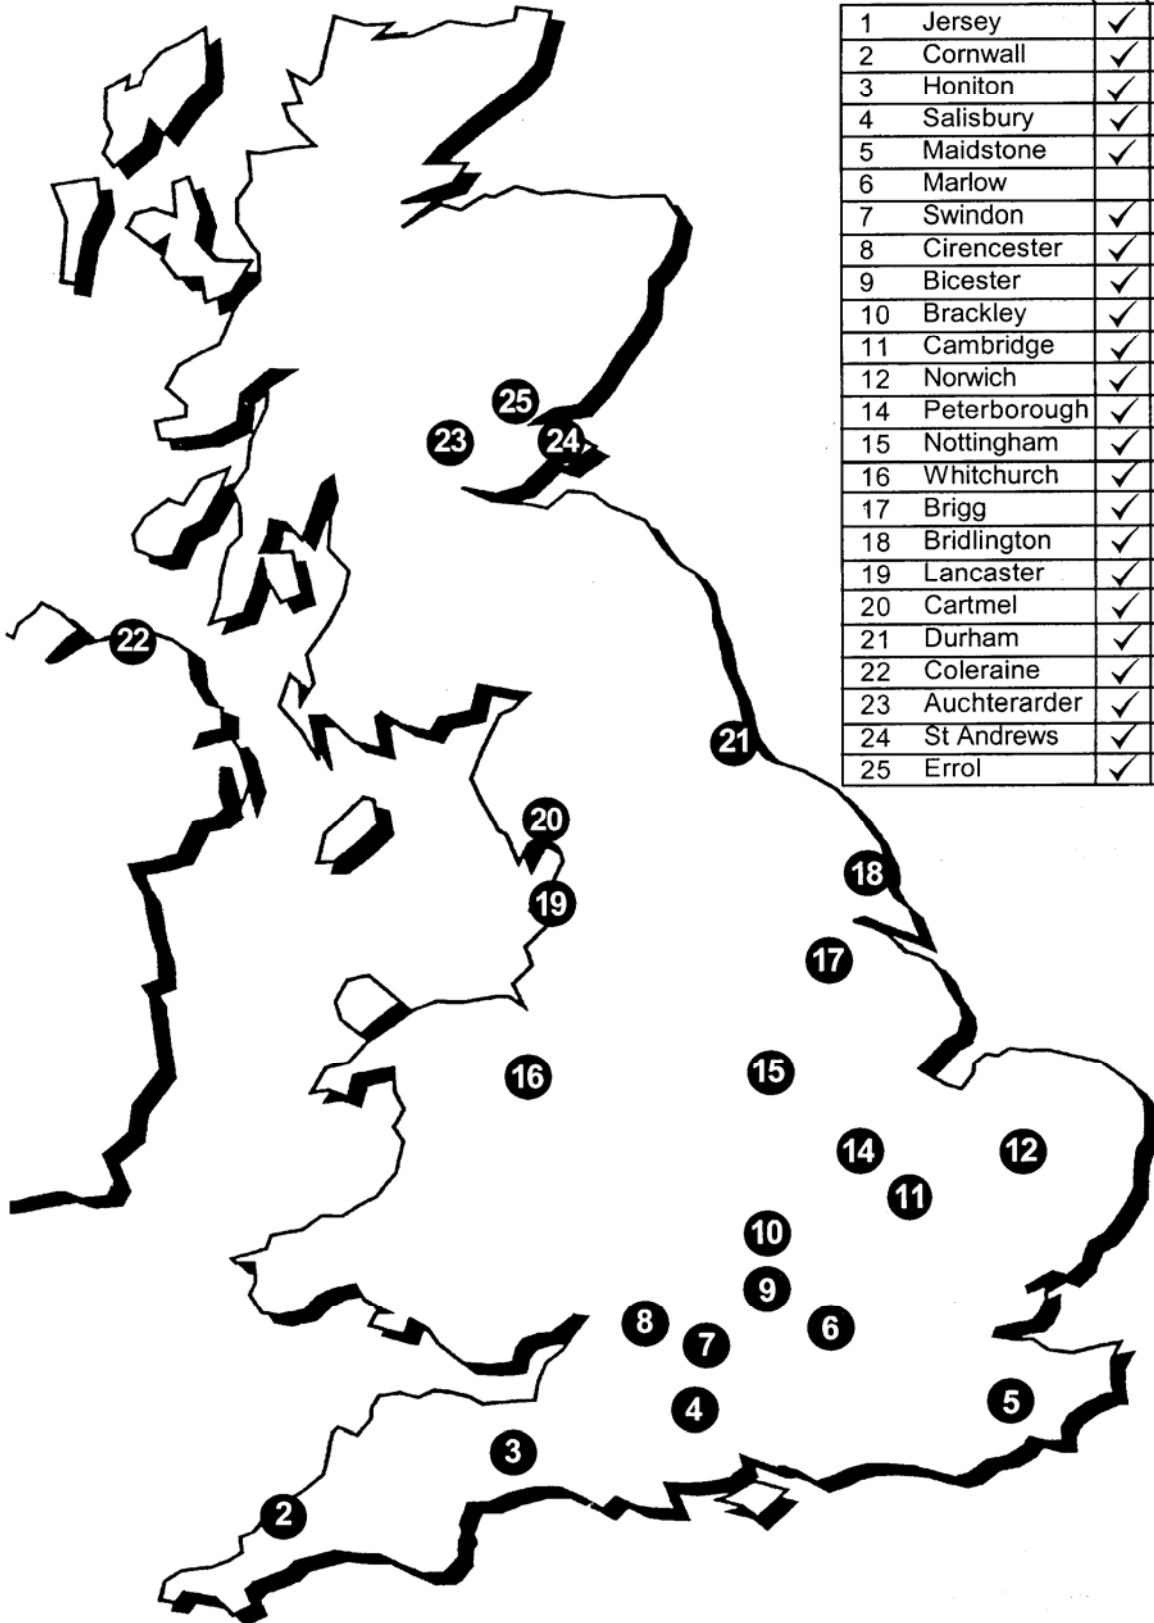 1 Jersey ✓
2 Cornwall ✓
3 Honiton ✓
4 Salisbury ✓
5 Maidstone ✓
6 Marlow
7 Swindon ✓
8 Cirencester ✓
9 Bicester ✓
10 Brackley ✓
11 Cambridge ✓
12 Norwich ✓
14 Peterborough ✓
15 Nottingham ✓
16 Whitchurch ✓
17 Brigg ✓
18 Bridlington ✓
19 Lancaster ✓
20 Cartmel ✓
21 Durham ✓
22 Coleraine ✓
23 Auchterarder ✓
24 St Andrews ✓
25 Errol ✓
25
23
24
22
21
20
18
19
17
16
15
14
12
11
10
9
8
6
7
5
4
3
2